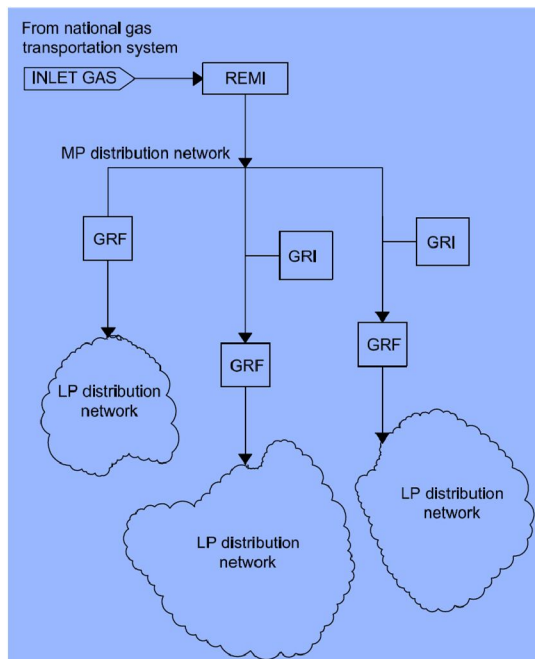 From national gas
transportation system
INLET GAS
REMI
MP distribution network
GRF
GRI
GRI
GRF
GRF
LP distribution
network
LP distribution
network
LP distribution
network